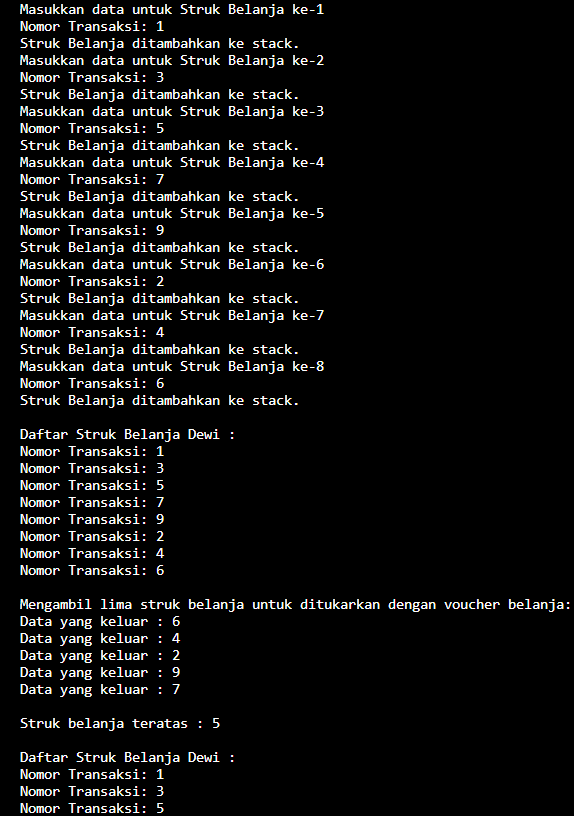 Masukkan data untuk Struk Belanja ke-1
Nomor Transaksi: 1
Struk Belanja ditambahkan ke stack.
Masukkan data untuk Struk Belanja ke-2
Nomor Transaksi: 3
Struk Belanja ditambahkan ke stack.
Masukkan data untuk Struk Belanja ke-3
Nomor Transaksi: 5
Struk Belanja ditambahkan ke stack.
Masukkan data untuk Struk Belanja ke-4
Nomor Transaksi: 7
Struk Belanja ditambahkan ke stack.
Masukkan data untuk Struk Belanja ke-5
Nomor Transaksi: 9
Struk Belanja ditambahkan ke stack.
Masukkan data untuk Struk Belanja ke-6
Nomor Transaksi: 2
Struk Belanja ditambahkan ke stack.
Masukkan data untuk Struk Belanja ke-7
Nomor Transaksi: 4
Struk Belanja ditambahkan ke stack.
Masukkan data untuk Struk Belanja ke-8
Nomor Transaksi: 6
Struk Belanja ditambahkan ke stack.

Daftar Struk Belanja Dewi :
Nomor Transaksi: 1
Nomor Transaksi: 3
Nomor Transaksi: 5
Nomor Transaksi: 7
Nomor Transaksi: 9
Nomor Transaksi: 2
Nomor Transaksi: 4
Nomor Transaksi: 6

Mengambil lima struk belanja untuk ditukarkan dengan voucher belanja:
Data yang keluar : 6
Data yang keluar : 4
Data yang keluar : 2
Data yang keluar : 9
Data yang keluar : 7

Struk belanja teratas : 5

Daftar Struk Belanja Dewi :
Nomor Transaksi: 1
Nomor Transaksi: 3
Nomor Transaksi: 5